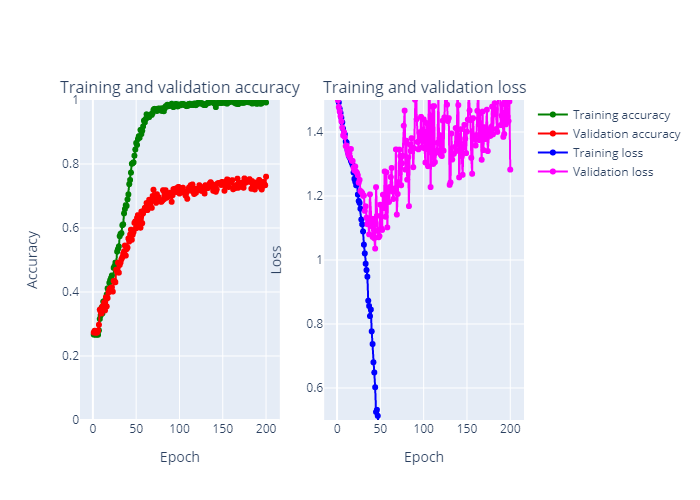 Training and validation accuracy
Training and validation loss
1
0.8
0.6
0.4
0.2
0
Accuracy
0
50
100
150
200
Epoch
1.4
1.2
1
0.8
0.6
Loss
0
50
100
150
200
Epoch
Training accuracy
Validation accuracy
Training loss
Validation loss